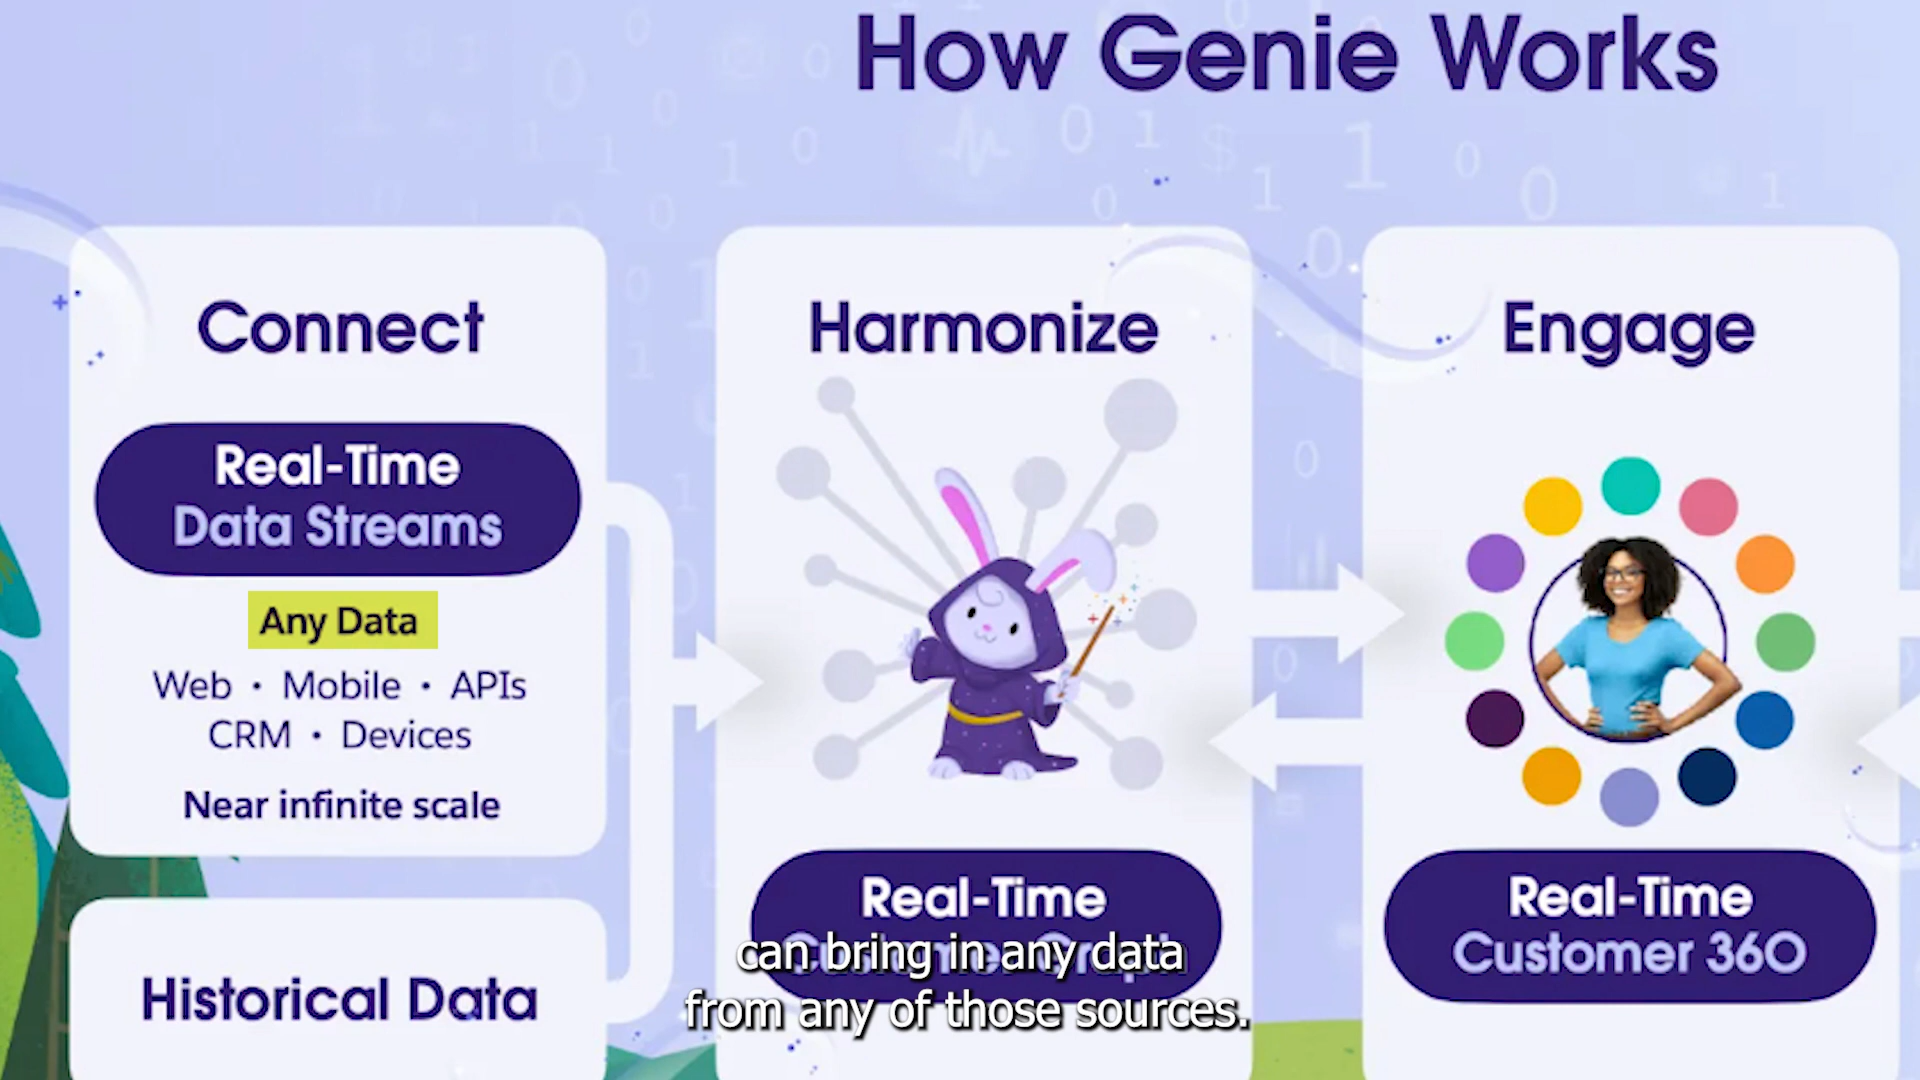 How Genie Works
Connect
Real-Time
Data Streams
Any Data
Web • Mobile • APIs
CRM • Devices
Near infinite scale
Historical Data
Harmonize
Real-Time
Customer
can bring in any data
from any of those sources.
Engage
Real-Time
Customer 360